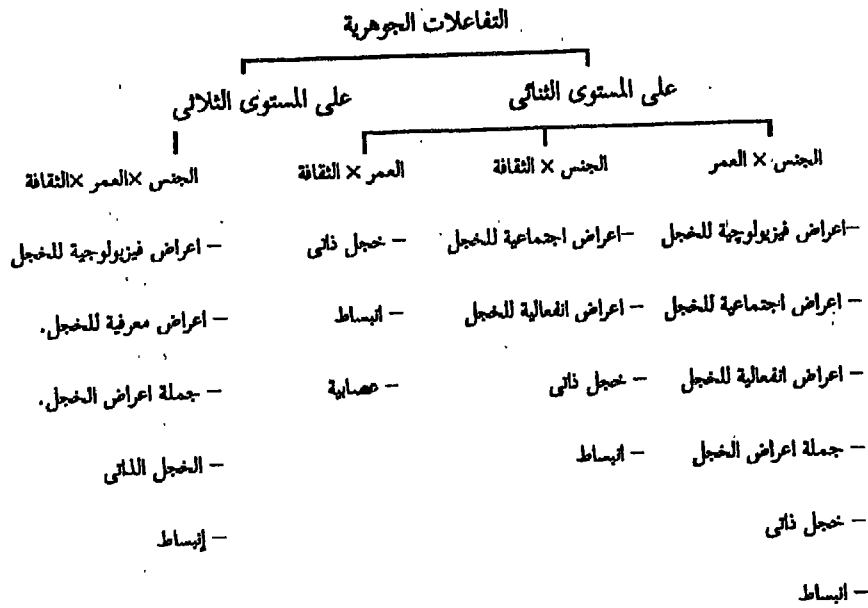 التفاعلات الجوهرية
على المستوى الثنائى على المستوى الثلاثى
الجنس × العمر الجنس × الثقافة العمر × الثقافة الجنس ×العمر ×الثقافة
–اعراض فيزيولوچية للخجل –اعراض اجتماعية للخجل – خجل ذاتى – اعراض فيزيولوجية للخجل
– اعراض اجتماعية للخجل – اعراض انفعالية للخجل – انبساط – اعراض معرفية للخجل.
– اعراض انفعالية للخجل – خجل ذاتى – عصابية – جملة اعراض الخجل.
– جملة اعراض الخجل – انبساط – الخجل الذاتى
– خجل ذاتى – إنبساط
– انبساط